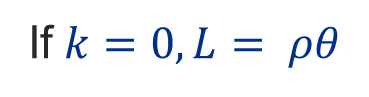 If k = 0, L = ρθ